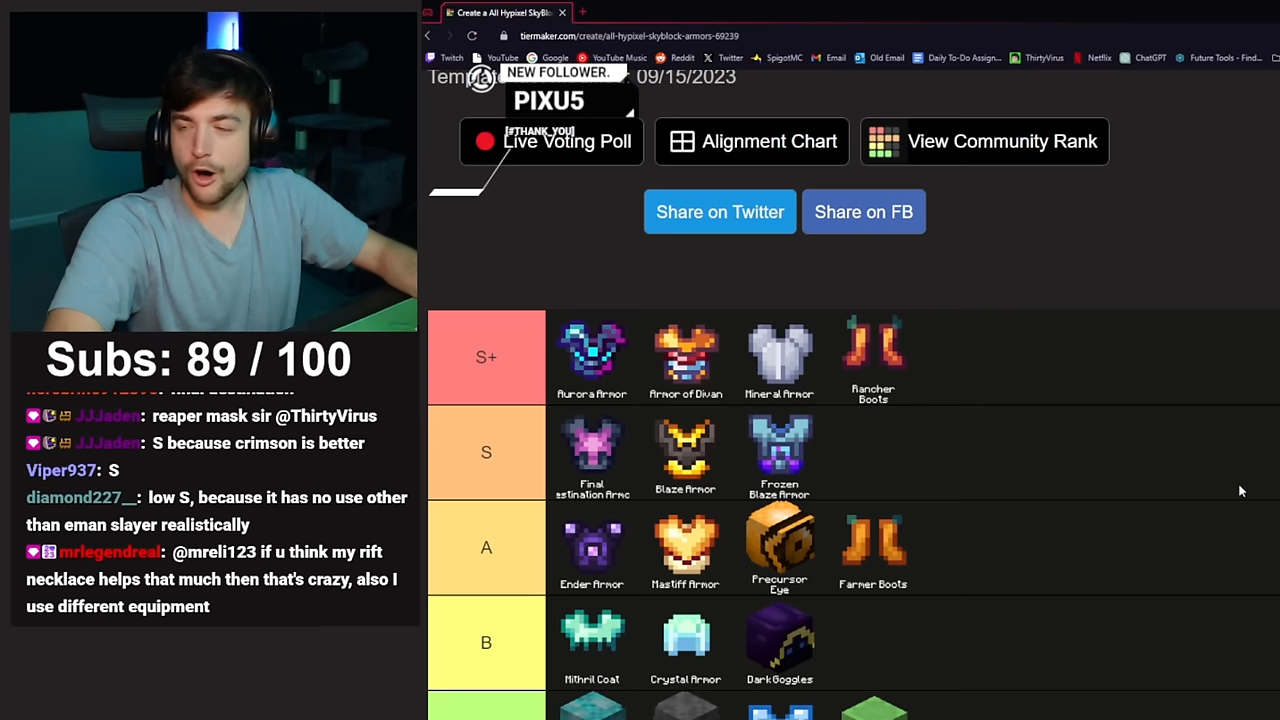 Create a All Hypixel SkyBlo
tiermaker.com/create/all-hypixel-skyblock-armors-69239
Twitch YouTube Google YouTube Music Reddit Twitter SpigotMC Email Old Email Daily To-Do Assign... ThirtyVirus Netflix ChatGPT Future Tools - Find...
NEW FOLLOWER.
09/15/2023
PIXU5
[#THANK_YOU]
Live Voting Poll
Alignment Chart
View Community Rank
Share on Twitter
Share on FB
S+
Aurora Armor
Armor of Divan
Mineral Armor
Rancher
Boots
S
Final
estination Armo
Blaze Armor
Frozen
Blaze Armor
A
Ender Armor
Mastiff Armor
Precursor
Eye
Farmer Boots
B
Mithril Coat
Crystal Armor
Dark Goggles
Subs: 89 / 100
JJJaden: reaper mask sir @ThirtyVirus
JJJaden: S because crimson is better
Viper937: S
diamond227__: low S, because it has no use other
than eman slayer realistically
mrlegendreal: @mreli123 if u think my rift
necklace helps that much then that's crazy, also I
use different equipment